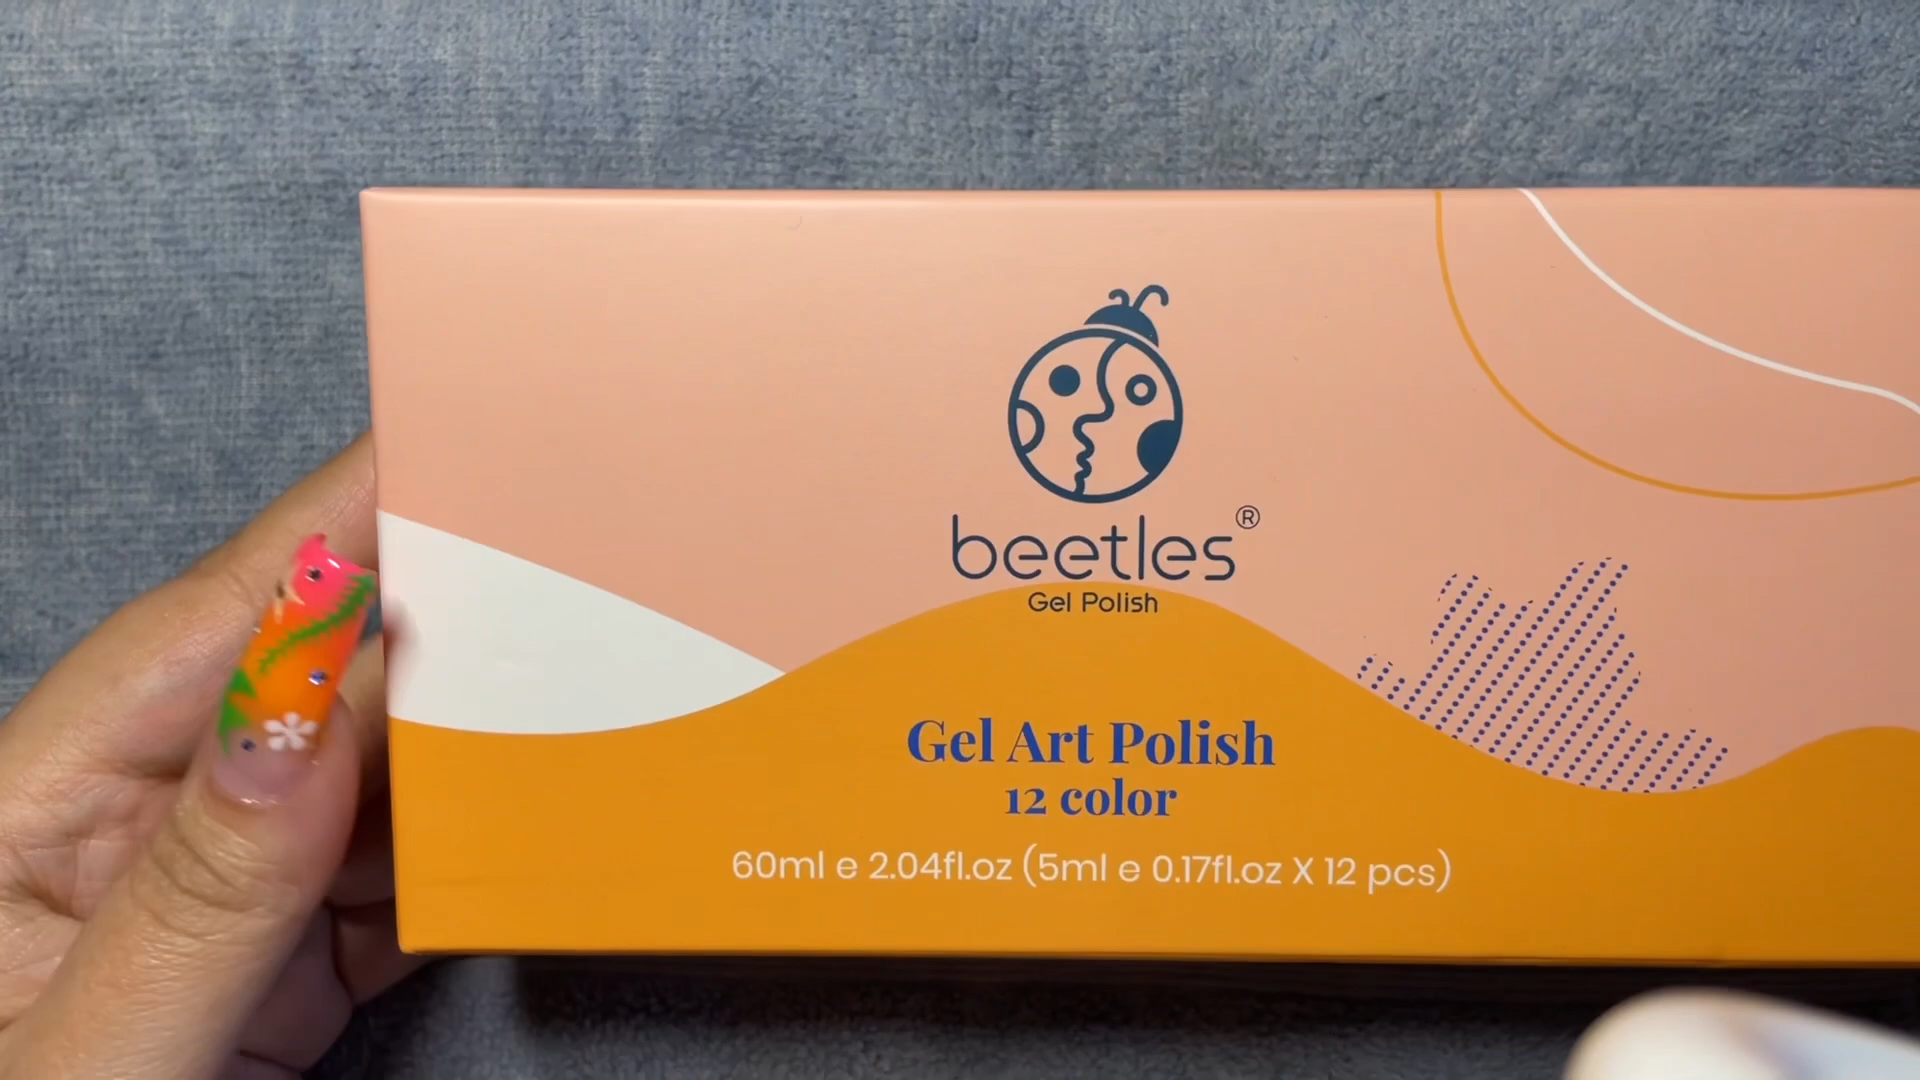 beetles®
Gel Polish
Gel Art Polish
12 color
60ml e 2.04fl.oz (5ml e 0.17fl.oz X 12 pcs)